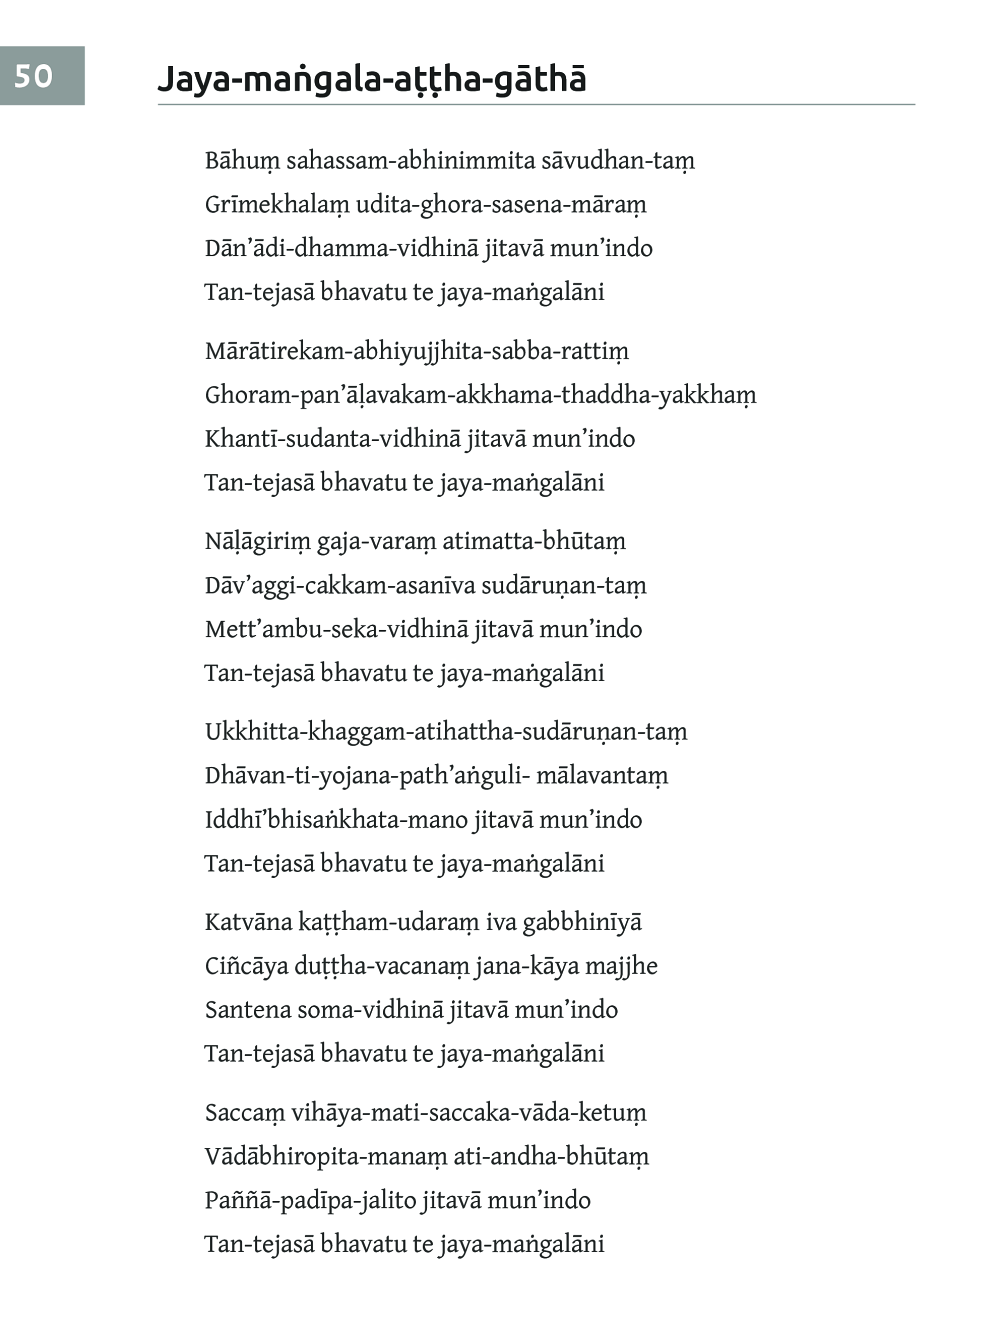 50
Jaya-maṅgala-aṭṭha-gāthā
Bāhuṃ sahassam-abhinimmita sāvudhan-taṃ
Grīmekhalaṃ udita-ghora-sasena-māraṃ
Dān’ādi-dhamma-vidhinā jitavā mun’indo
Tan-tejasā bhavatu te jaya-maṅgalāni
Mārātirekam-abhiyujjhita-sabba-rattiṃ
Ghoram-pan’āḷavakam-akkhama-thaddha-yakkhaṃ
Khantī-sudanta-vidhinā jitavā mun’indo
Tan-tejasā bhavatu te jaya-maṅgalāni
Nāḷāgiriṃ gaja-varaṃ atimatta-bhūtaṃ
Dāv’aggi-cakkam-asanīva sudāruṇan-taṃ
Mett’ambu-seka-vidhinā jitavā mun’indo
Tan-tejasā bhavatu te jaya-maṅgalāni
Ukkhitta-khaggam-atihattha-sudāruṇan-taṃ
Dhāvan-ti-yojana-path’aṅguli- mālavantaṃ
Iddhī’bhisaṅkhata-mano jitavā mun’indo
Tan-tejasā bhavatu te jaya-maṅgalāni
Katvāna kaṭṭham-udaraṃ iva gabbhinīyā
Ciñcāya duṭṭha-vacanaṃ jana-kāya majjhe
Santena soma-vidhinā jitavā mun’indo
Tan-tejasā bhavatu te jaya-maṅgalāni
Saccaṃ vihāya-mati-saccaka-vāda-ketuṃ
Vādābhiropita-manaṃ ati-andha-bhūtaṃ
Paññā-padīpa-jalito jitavā mun’indo
Tan-tejasā bhavatu te jaya-maṅgalāni